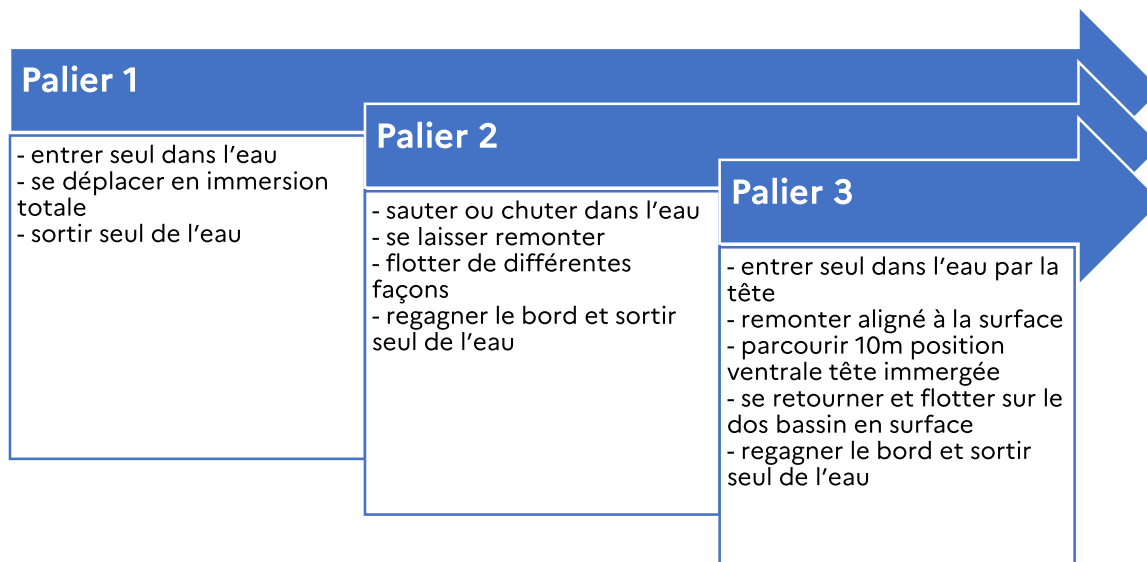 Palier 1
- entrer seul dans l'eau
- se déplacer en immersion
totale
- sortir seul de l'eau
Palier 2
- sauter ou chuter dans l'eau
- se laisser remonter
- flotter de différentes
façons
- regagner le bord et sortir
seul de l'eau
Palier 3
- entrer seul dans l'eau par la
tête
- remonter aligné à la surface
- parcourir 10m position
ventrale tête immergée
- se retourner et flotter sur le
dos bassin en surface
- regagner le bord et sortir
seul de l'eau